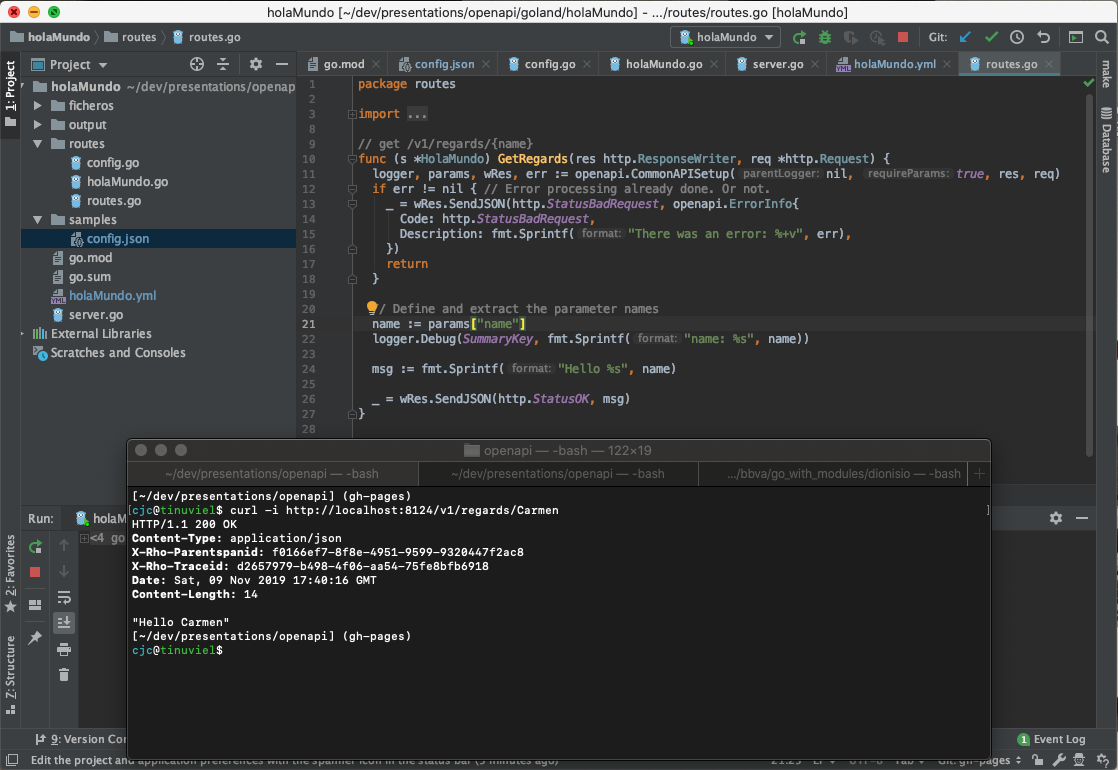 holaMundo [~/dev/presentations/openapi/goland/holaMundo] - .../routes/routes.go [holaMundo]
holaMundo routes routes.go holaMundo Git:
1: Project
Project
holaMundo ~/dev/presentations/openap
ficheros
output
routes
config.go
holaMundo.go
routes.go
samples
config.json
go.mod
go.sum
holaMundo.yml
server.go
External Libraries
Scratches and Consoles
go.mod config.json config.go holaMundo.go server.go holaMundo.yml routes.go
1 package routes
2
3 import ...
8
9 // get /v1/regards/{name}
10 func (s *HolaMundo) GetRegards(res http.ResponseWriter, req *http.Request) {
11 logger, params, wRes, err := openapi.CommonAPISetup( parentLogger: nil, requireParams: true, res, req)
12 if err != nil { // Error processing already done. Or not.
13 _ = wRes.SendJSON(http.StatusBadRequest, openapi.ErrorInfo{
14 Code: http.StatusBadRequest,
15 Description: fmt.Sprintf( format: "There was an error: %+v", err),
16 })
17 return
18 }
19
20 // Define and extract the parameter names
21 name := params["name"]
22 logger.Debug(SummaryKey, fmt.Sprintf( format: "name: %s", name))
23
24 msg := fmt.Sprintf( format: "Hello %s", name)
25
26 _ = wRes.SendJSON(http.StatusOK, msg)
27 }
28
make
Database
openapi — -bash — 122×19
~/dev/presentations/openapi — -bash ~/dev/presentations/openapi — -bash .../bbva/go_with_modules/dionisio — -bash
[~/dev/presentations/openapi] (gh-pages)
[cjc@tinuviel$ curl -i http://localhost:8124/v1/regards/Carmen ]
HTTP/1.1 200 OK
Content-Type: application/json
X-Rho-Parentspanid: f0166ef7-8f8e-4951-9599-9320447f2ac8
X-Rho-Traceid: d2657979-b498-4f06-aa54-75fe8bfb6918
Date: Sat, 09 Nov 2019 17:40:16 GMT
Content-Length: 14
"Hello Carmen"
[~/dev/presentations/openapi] (gh-pages)
cjc@tinuviel$
Run: holaM
<4 go
2: Favorites
Z: Structure
9: Version Con
1 Event Log
Edit the project and application preferences with the spanner icon in the status bar (5 minutes ago) 21:23 LF UTF-8 Tab Git: gh-pages